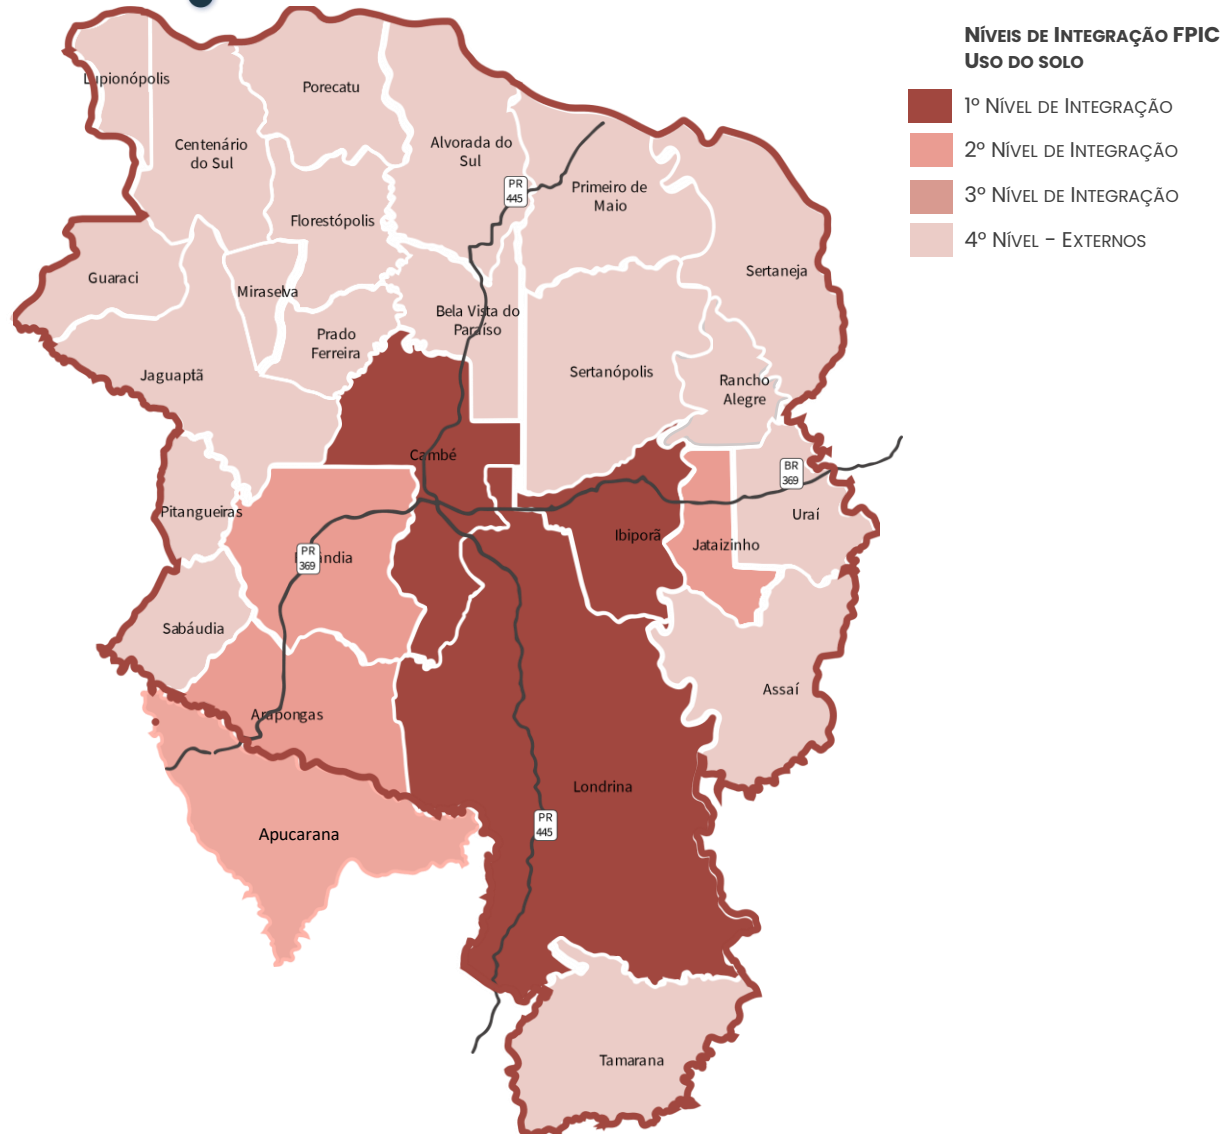 NÍVEIS DE INTEGRAÇÃO FPIC
USO DO SOLO
1º NÍVEL DE INTEGRAÇÃO
2º NÍVEL DE INTEGRAÇÃO
3º NÍVEL DE INTEGRAÇÃO
4º NÍVEL – EXTERNOS
Lupionópolis
Porecatu
Centenário
do Sul
Alvorada do
Sul
PR
445
Primeiro de
Maio
Florestópolis
Guaraci
Miraselva
Sertaneja
Bela Vista do
Paraíso
Prado
Ferreira
Jaguaptã
Sertanópolis
Rancho
Alegre
Cambé
BR
369
Pitangueiras
Uraí
Ibiporã
Jataizinho
PR
369
ândia
Sabáudia
Assaí
Arapongas
Londrina
PR
445
Apucarana
Tamarana